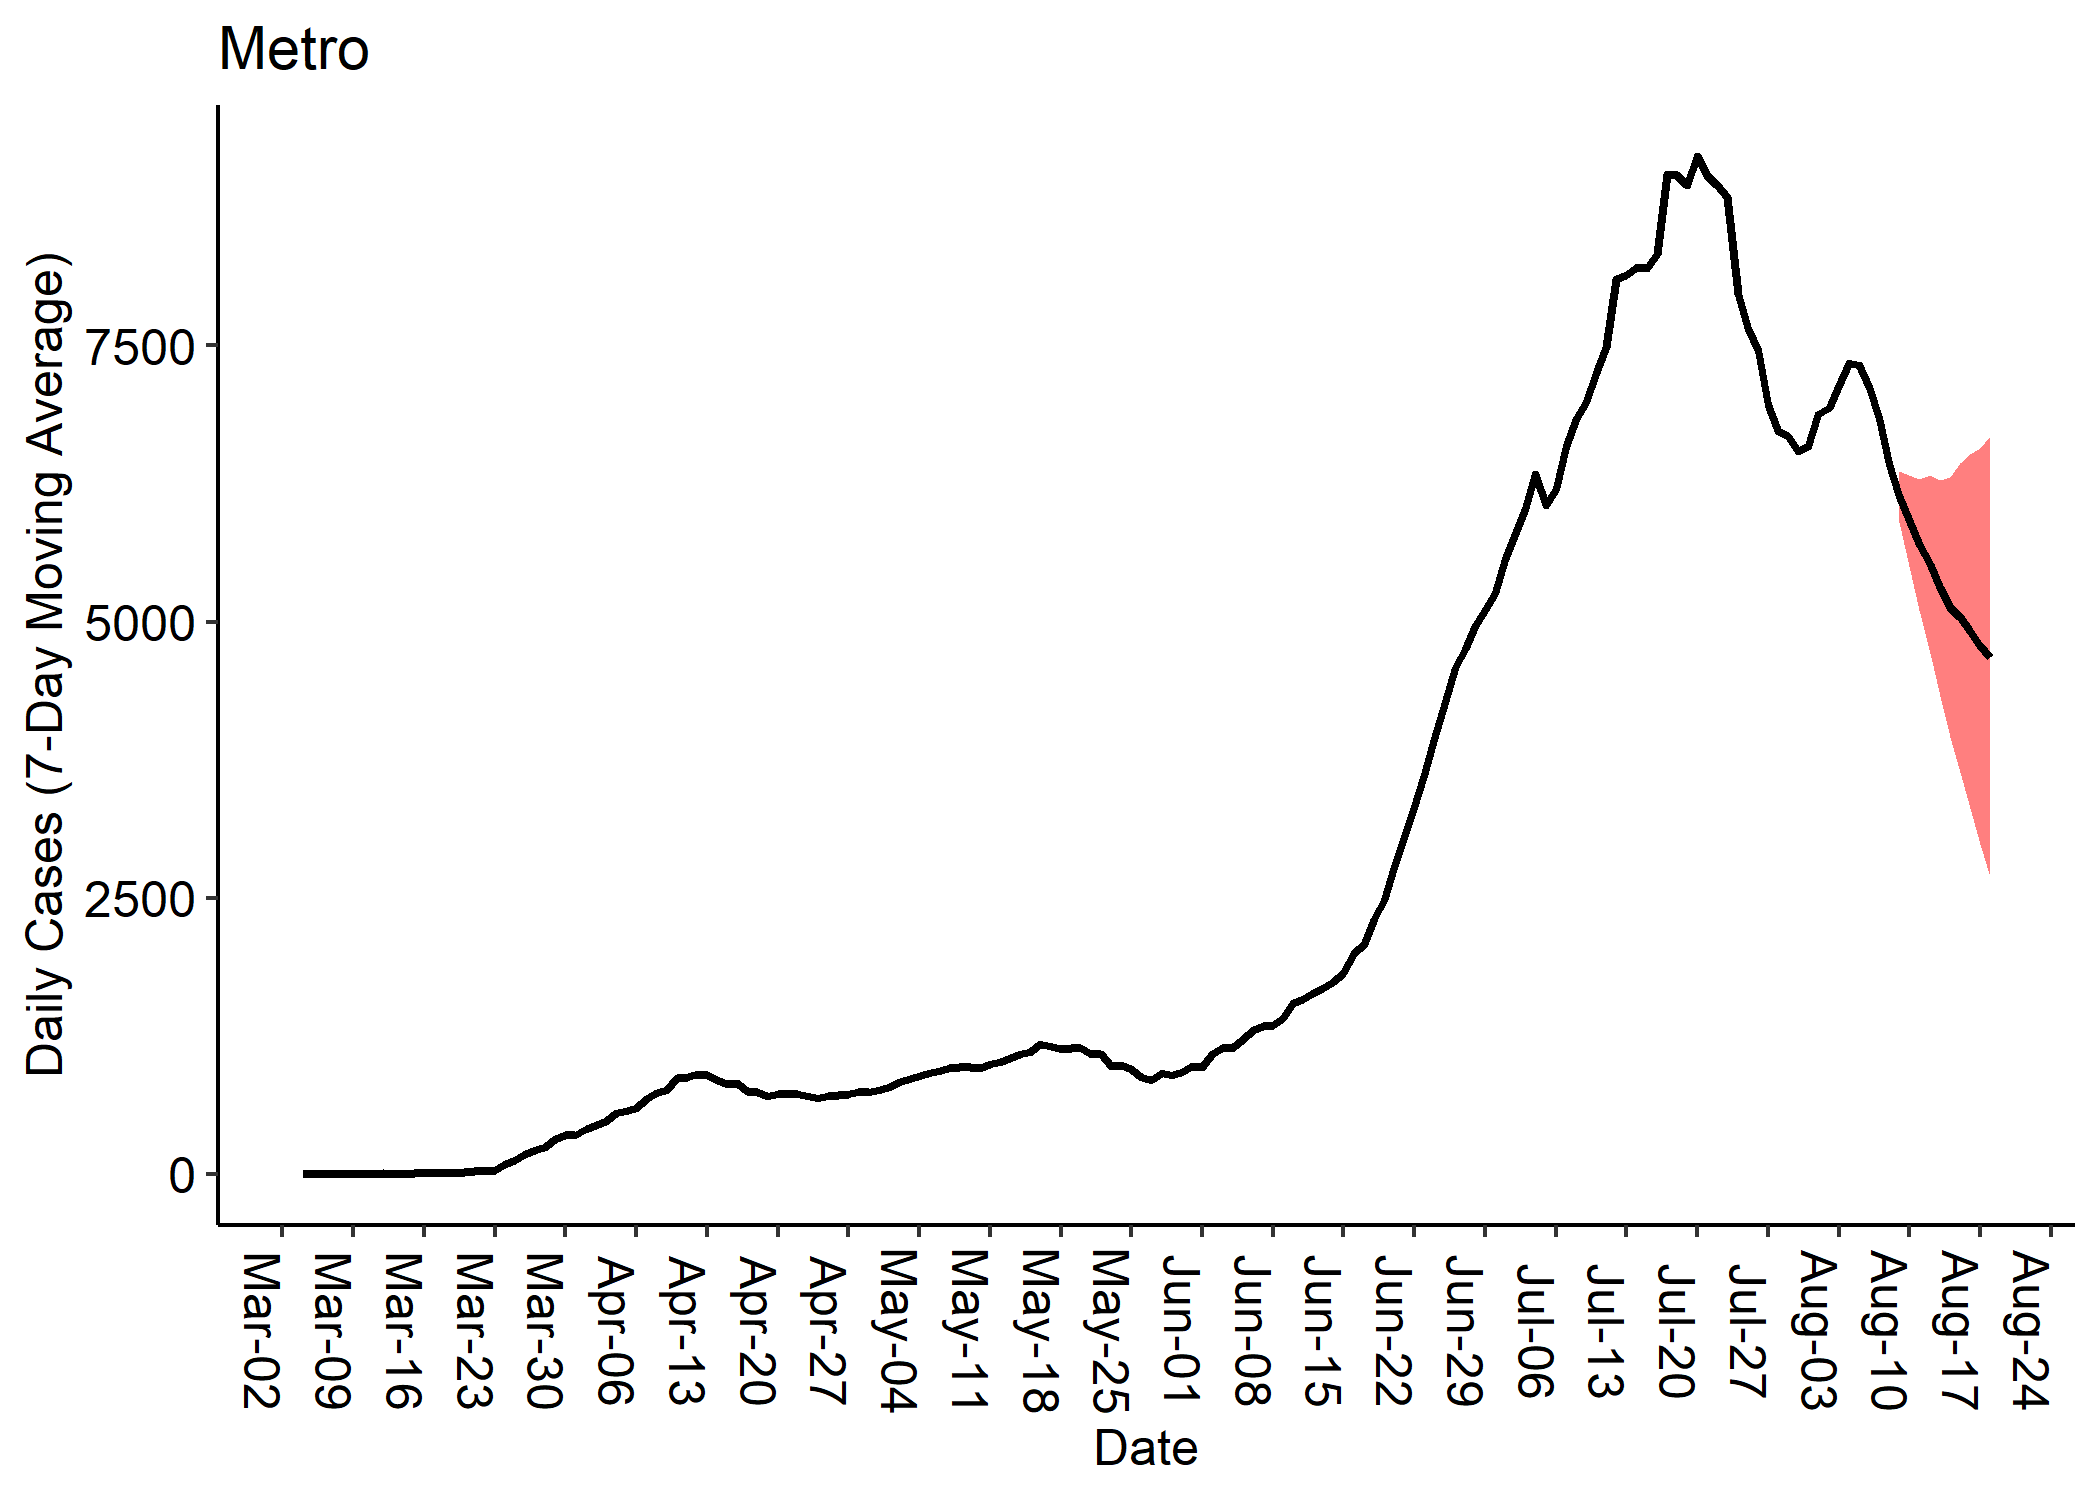 Metro
Daily Cases (7-Day Moving Average)
7500
5000
2500
0
Mar-02
Mar-09
Mar-16
Mar-23
Mar-30
Apr-06
Apr-13
Apr-20
Apr-27
May-04
May-11
May-18
May-25
Jun-01
Jun-08
Jun-15
Jun-22
Jun-29
Jul-06
Jul-13
Jul-20
Jul-27
Aug-03
Aug-10
Aug-17
Aug-24
Date